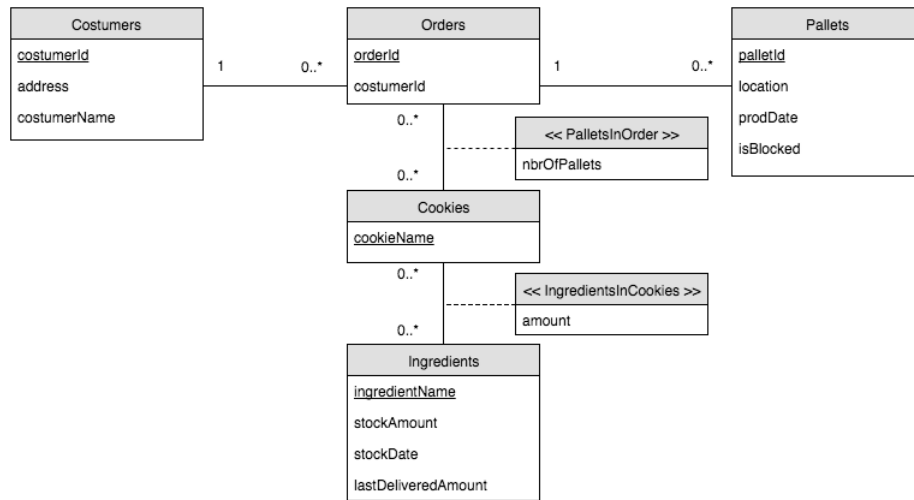 Costumers
costumerId
address
costumerName
1
0..*
Orders
orderId
costumerId
1
0..*
Pallets
palletId
location
prodDate
isBlocked
0..*
<< PalletsInOrder >>
nbrOfPallets
0..*
Cookies
cookieName
0..*
<< IngredientsInCookies >>
amount
0..*
Ingredients
ingredientName
stockAmount
stockDate
lastDeliveredAmount